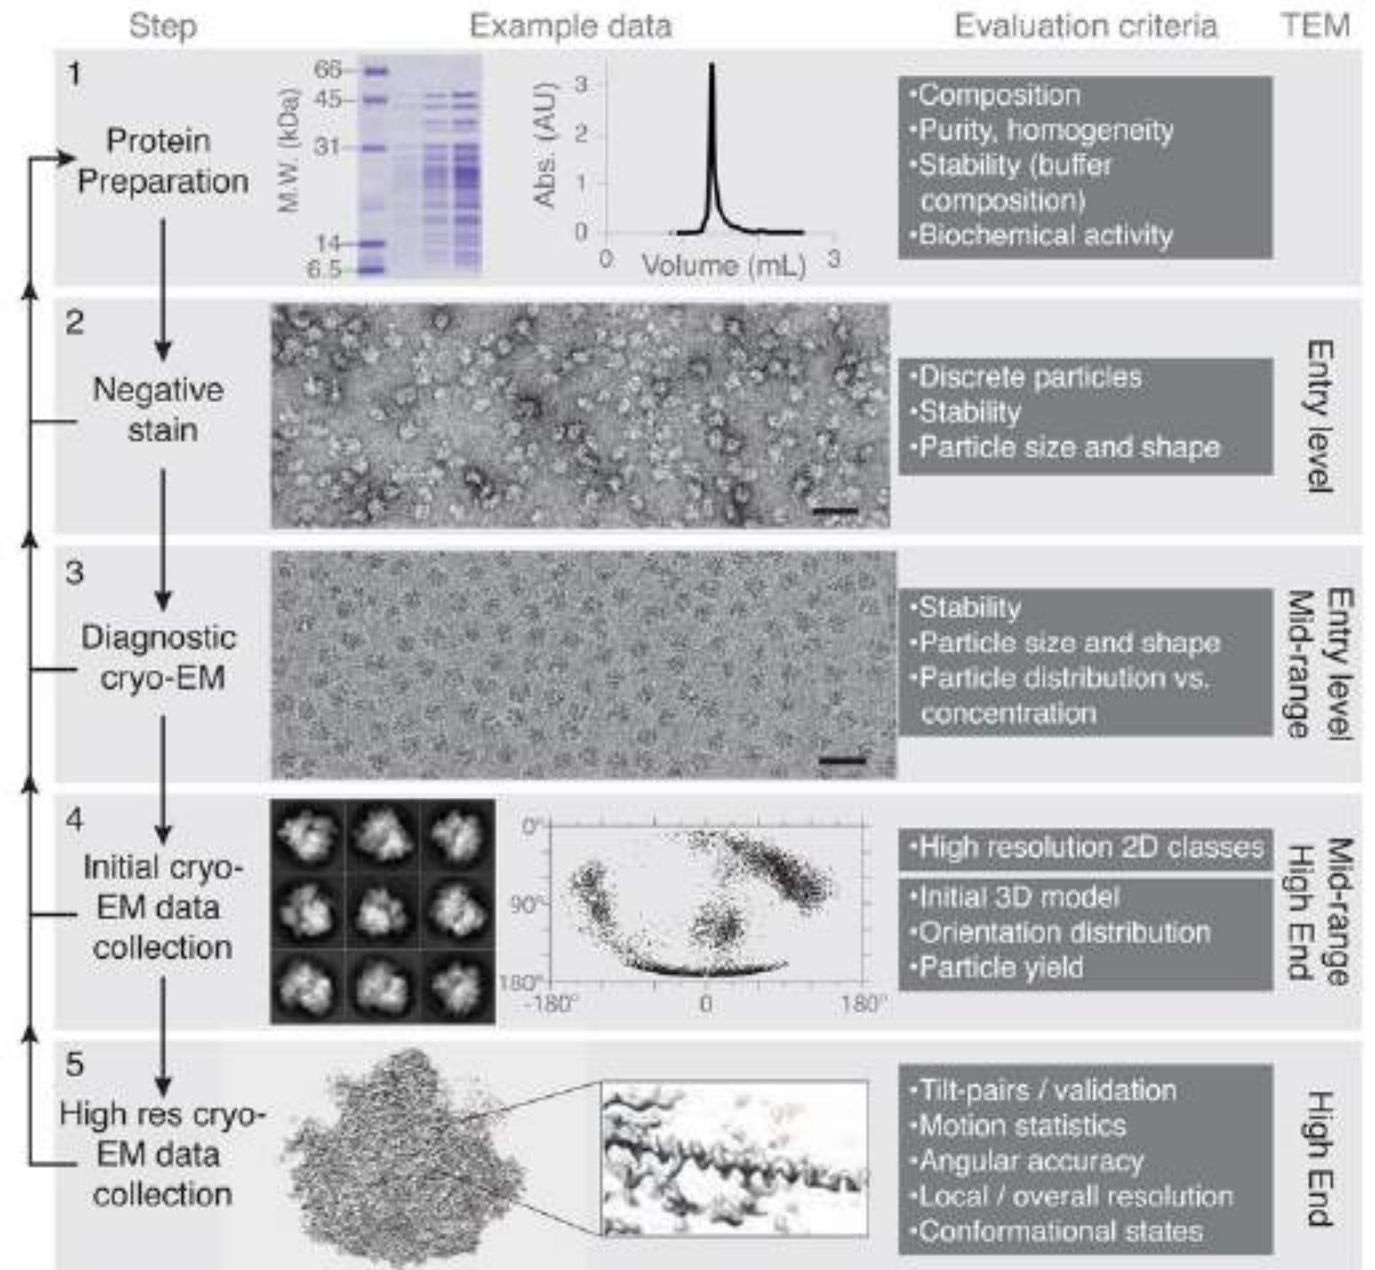 Step Example data Evaluation criteria TEM
1
Protein
Preparation
M.W. (kDa)
66
45
31
14
6.5
Abs. (AU)
3
2
1
0
0 Volume (mL) 3
•Composition
•Purity, homogeneity
•Stability (buffer
composition)
•Biochemical activity
2
Negative
stain
•Discrete particles
•Stability
•Particle size and shape
Entry level
3
Diagnostic
cryo-EM
•Stability
•Particle size and shape
•Particle distribution vs.
concentration
Entry level
Mid-range
4
Initial cryo-
EM data
collection
0°
90°
180°
-180° 0 180°
•High resolution 2D classes
•Initial 3D model
•Orientation distribution
•Particle yield
Mid-range
High End
5
High res cryo-
EM data
collection
•Tilt-pairs / validation
•Motion statistics
•Angular accuracy
•Local / overall resolution
•Conformational states
High End